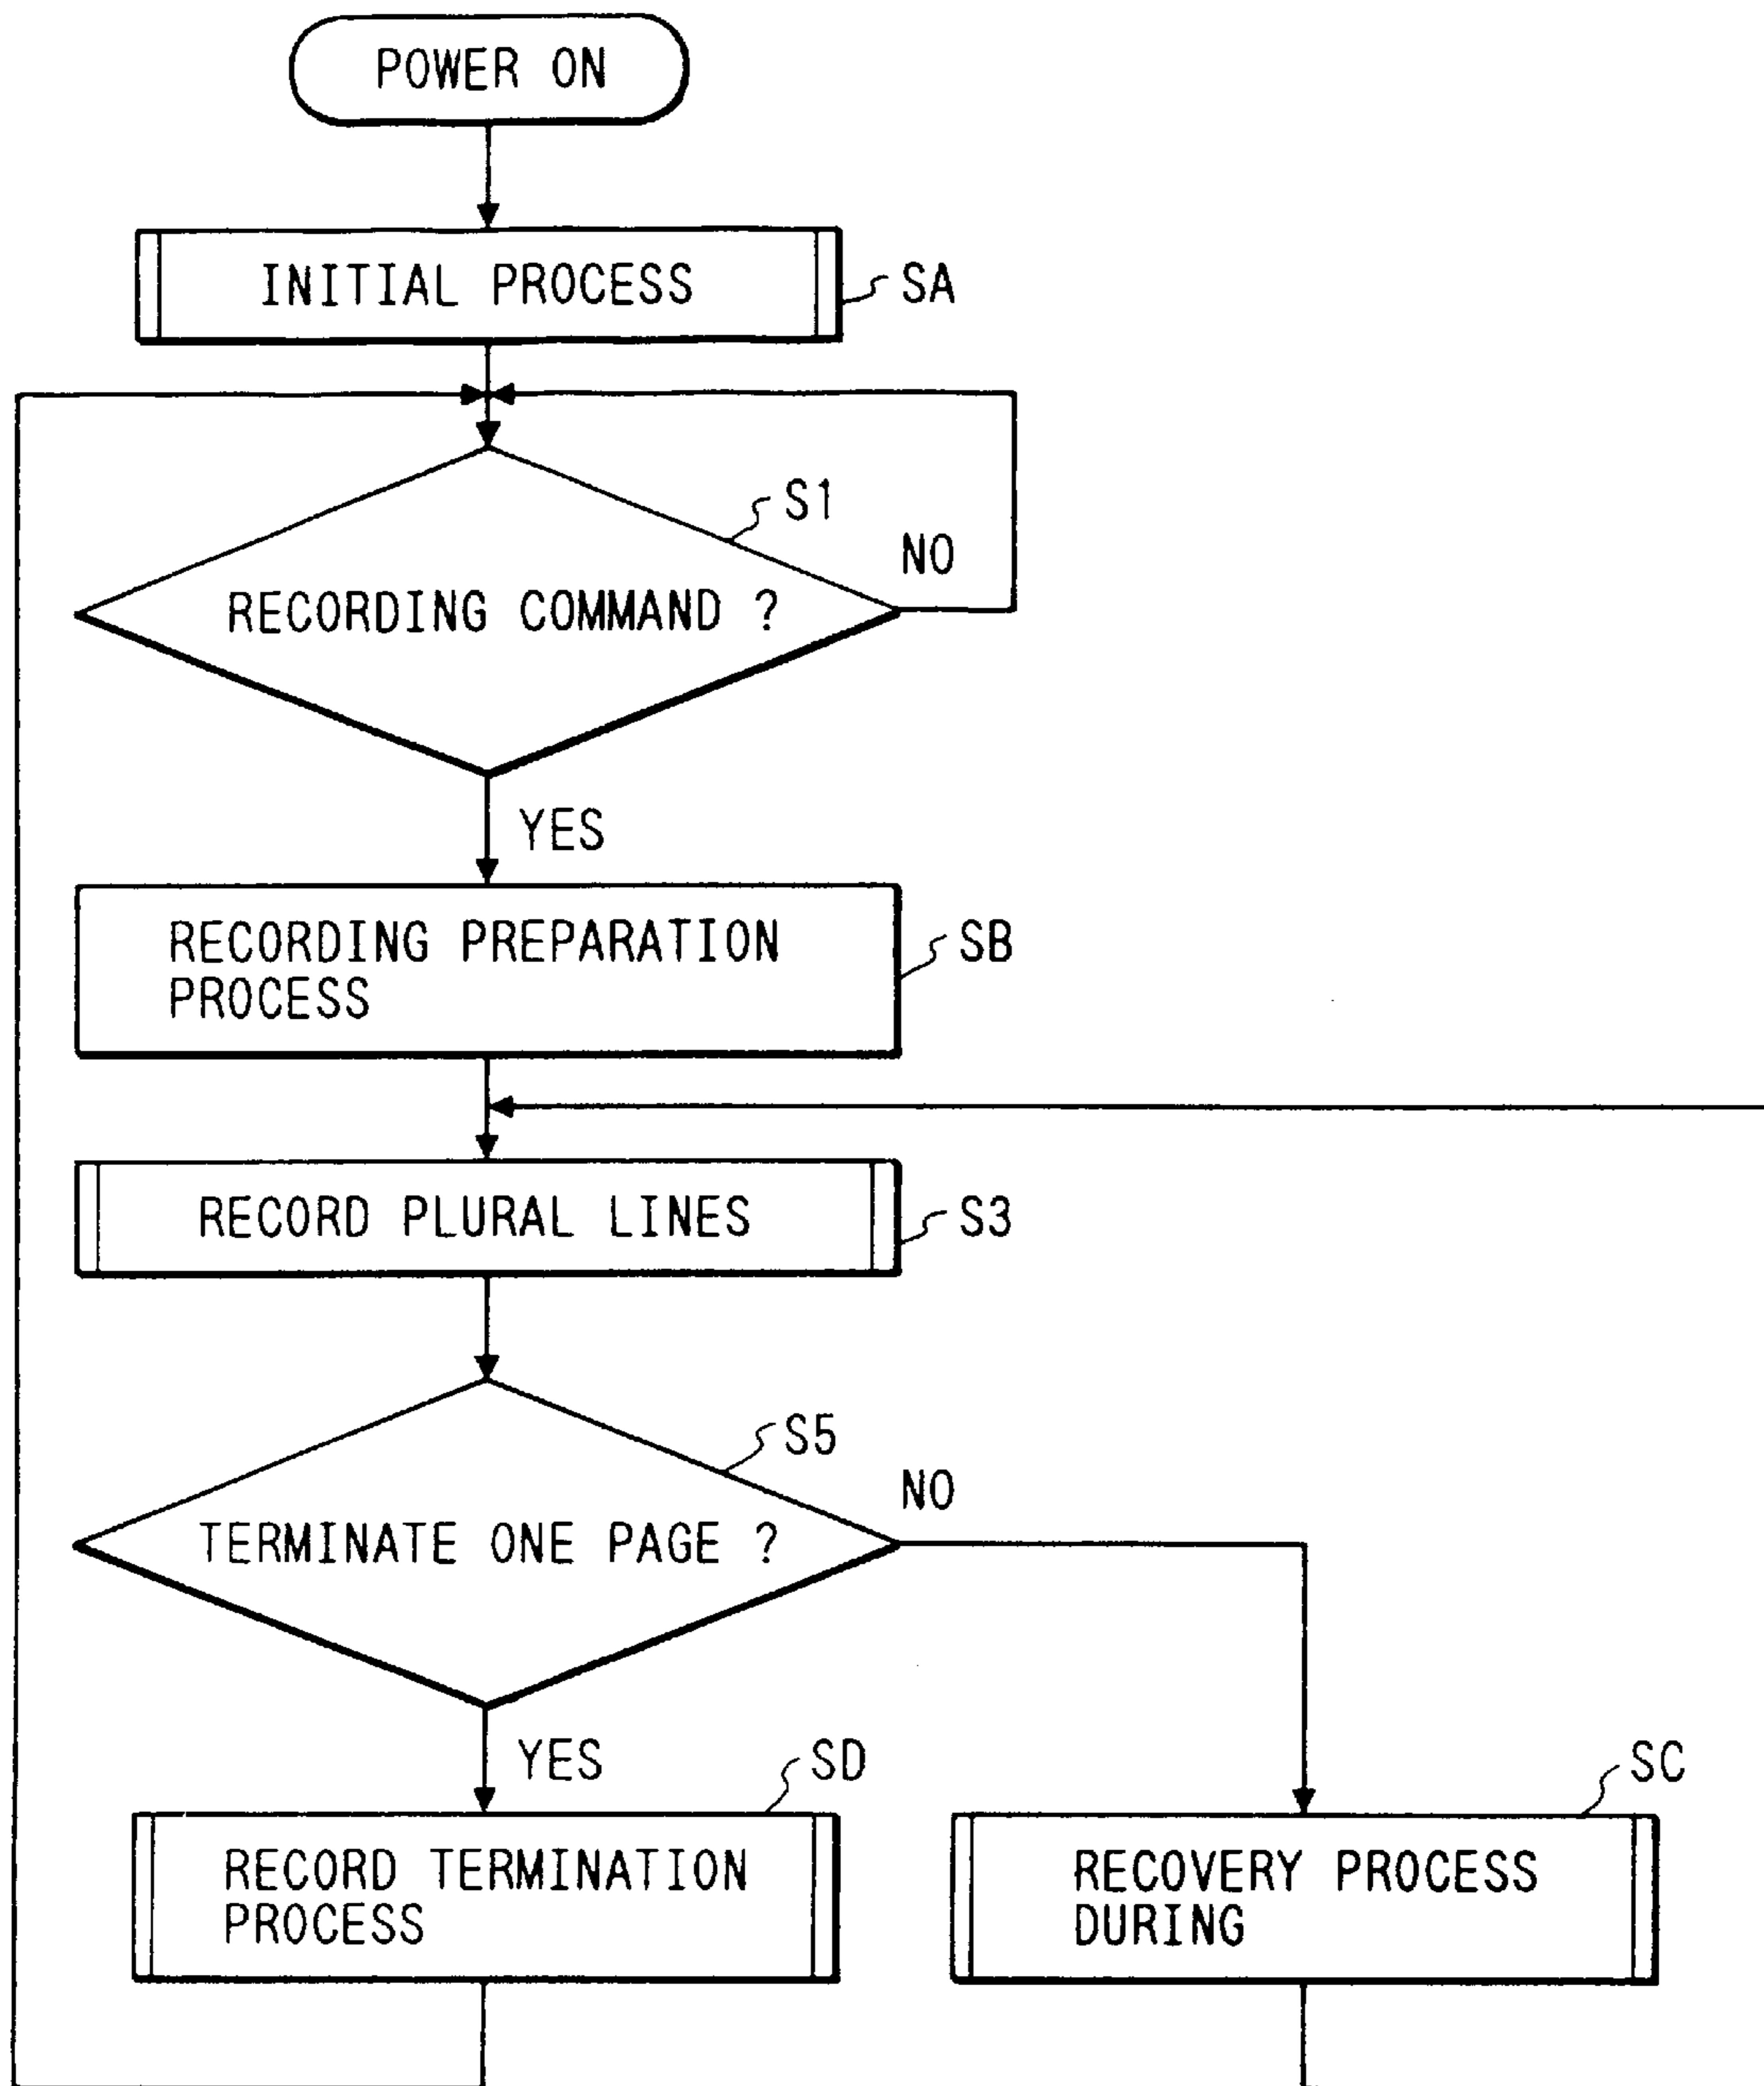 POWER ON
INITIAL PROCESS
SA
S1
NO
RECORDING COMMAND ?
YES
RECORDING PREPARATION
PROCESS
SB
RECORD PLURAL LINES
S3
S5
NO
TERMINATE ONE PAGE ?
YES
SD
SC
RECORD TERMINATION
PROCESS
RECOVERY PROCESS
DURING